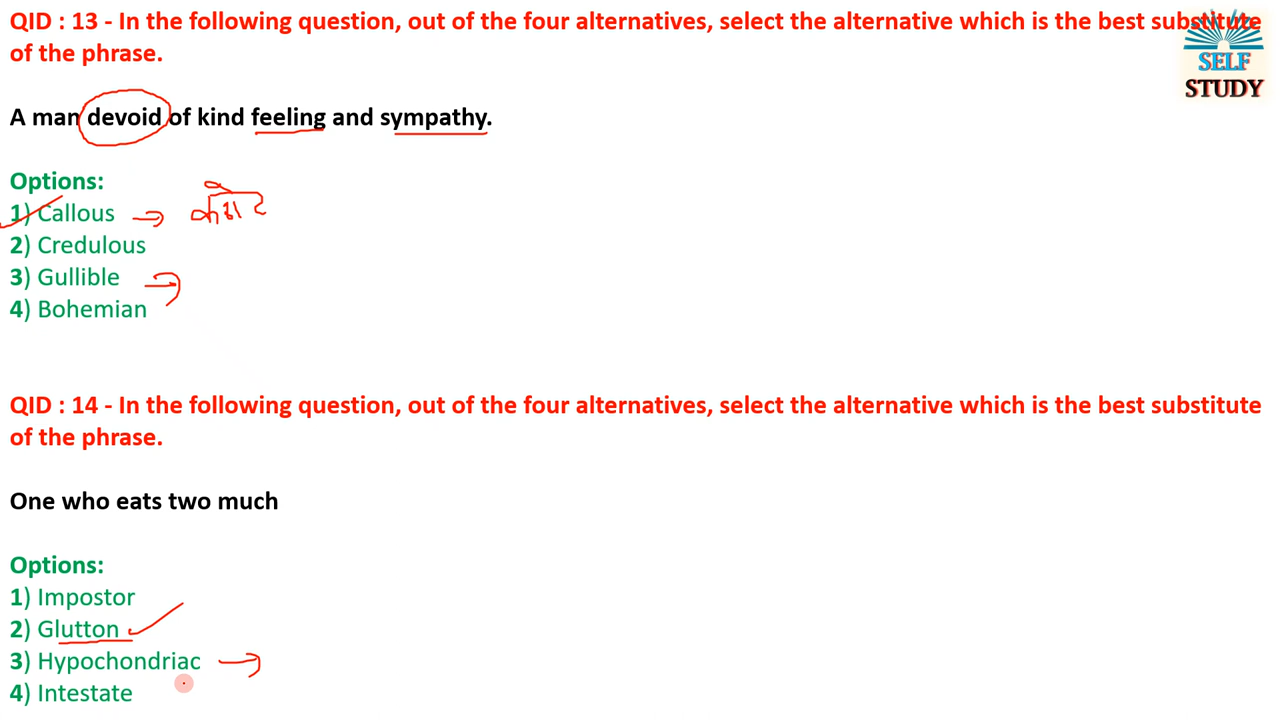 QID : 13 - In the following question, out of the four alternatives, select the alternative which is the best substitute
of the phrase.
SELF
STUDY
A man devoid of kind feeling and sympathy.
Options:
1) Callous
2) Credulous
3) Gullible
4) Bohemian
QID : 14 - In the following question, out of the four alternatives, select the alternative which is the best substitute
of the phrase.
One who eats two much
Options:
1) Impostor
2) Glutton
3) Hypochondriac
4) Intestate